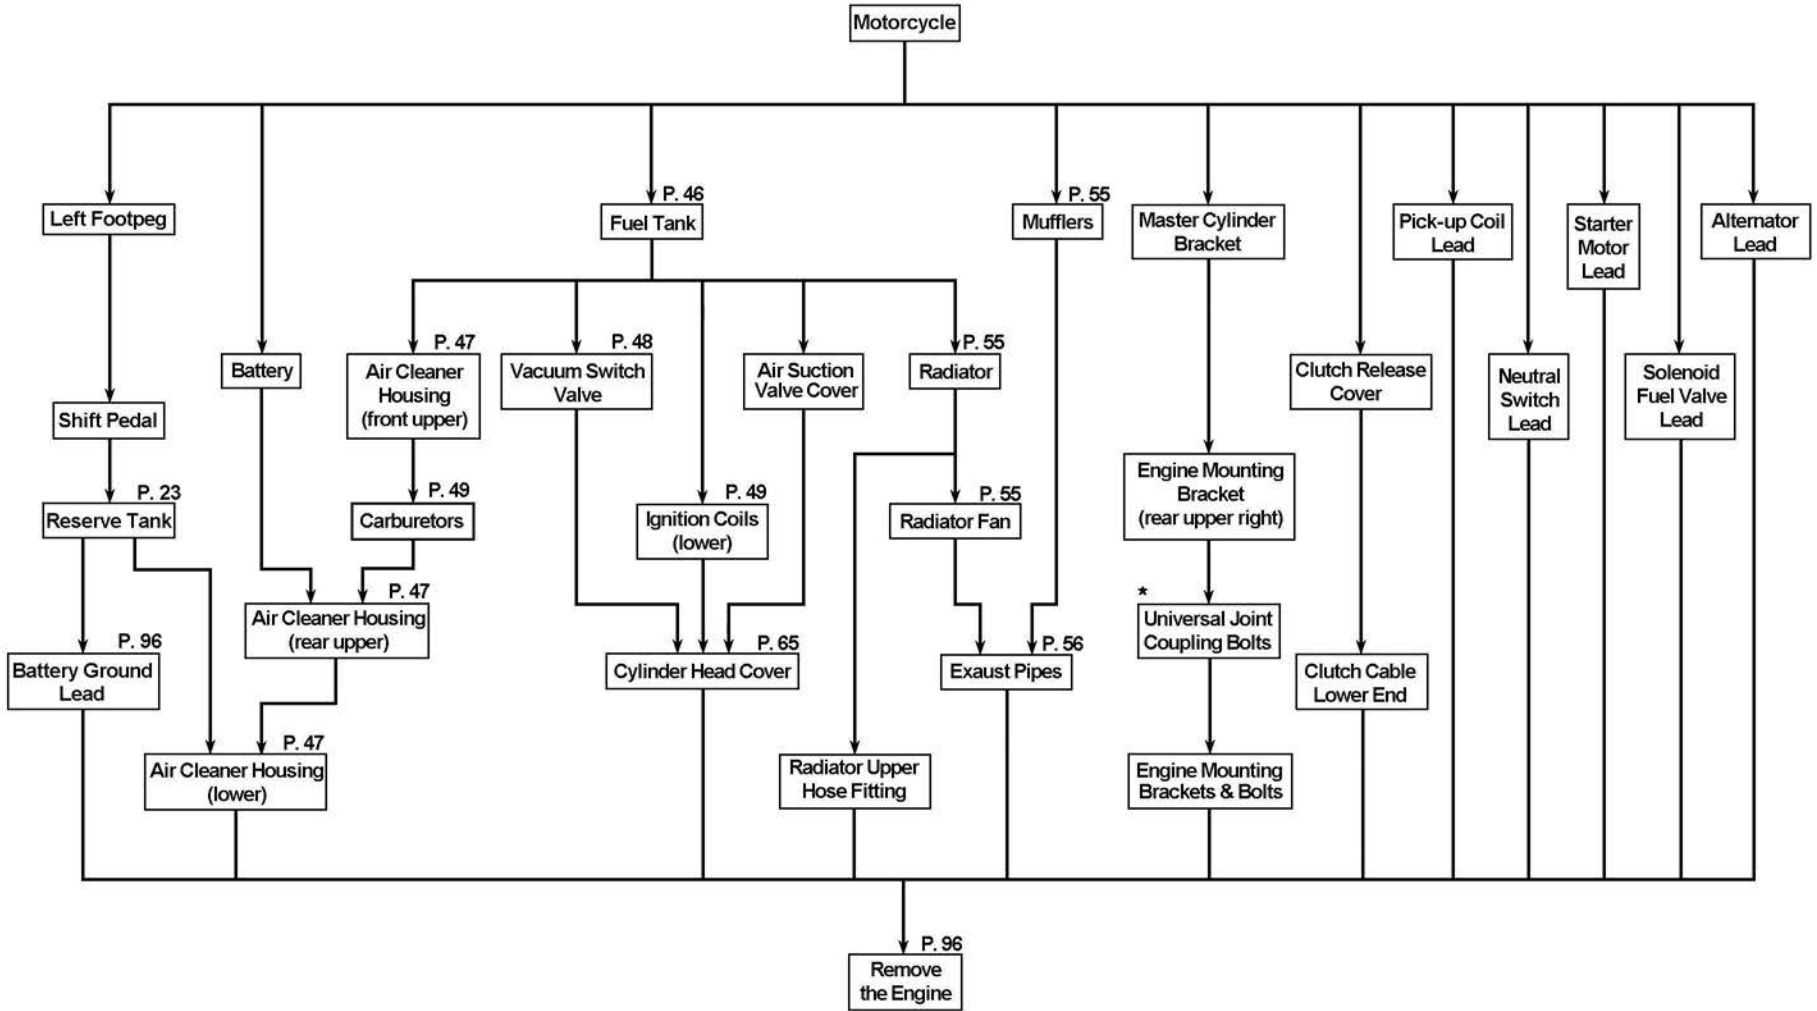 Motorcycle
P. 46
P. 55
Left Footpeg
Fuel Tank
Mufflers
Master Cylinder
Bracket
Pick-up Coil
Lead
Starter
Motor
Lead
Alternator
Lead
P. 47
P. 48
P. 55
Battery
Air Cleaner
Housing
(front upper)
Vacuum Switch
Valve
Air Suction
Valve Cover
Radiator
Clutch Release
Cover
Neutral
Switch
Lead
Solenoid
Fuel Valve
Lead
Shift Pedal
Engine Mounting
Bracket
(rear upper right)
P. 23
P. 49
P. 49
P. 55
Reserve Tank
Carburetors
Ignition Coils
(lower)
Radiator Fan
P. 47
*
Air Cleaner Housing
(rear upper)
Universal Joint
Coupling Bolts
P. 96
P. 65
P. 56
Battery Ground
Lead
Cylinder Head Cover
Exaust Pipes
Clutch Cable
Lower End
P. 47
Air Cleaner Housing
(lower)
Radiator Upper
Hose Fitting
Engine Mounting
Brackets & Bolts
P. 96
Remove
the Engine